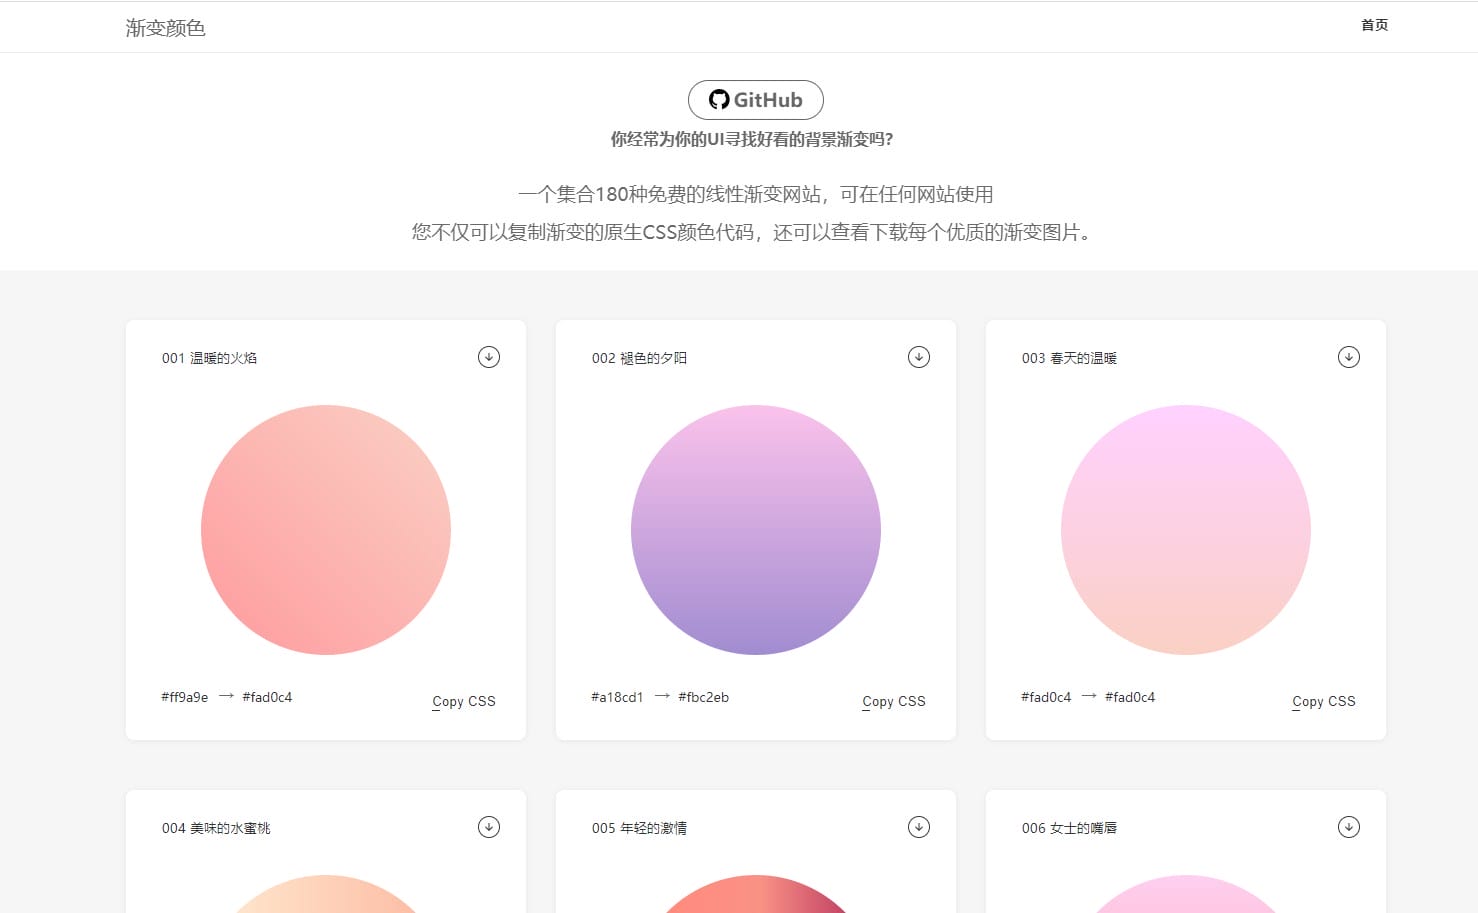 渐变颜色
首页
GitHub
你经常为你的UI寻找好看的背景渐变吗?
一个集合180种免费的线性渐变网站，可在任何网站使用
您不仅可以复制渐变的原生CSS颜色代码，还可以查看下载每个优质的渐变图片。
001 温暖的火焰
002 褪色的夕阳
003 春天的温暖
#ff9a9e → #fad0c4
Copy CSS
#a18cd1 → #fbc2eb
Copy CSS
#fad0c4 → #fad0c4
Copy CSS
004 美味的水蜜桃
005 年轻的激情
006 女士的嘴唇